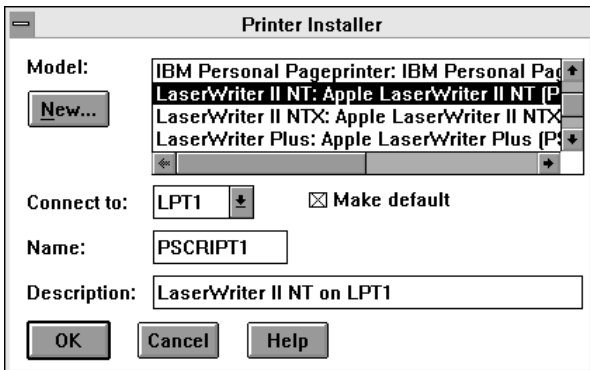 Printer Installer
Model:
IBM Personal Pageprinter: IBM Personal Pag
LaserWriter II NT: Apple LaserWriter II NT (P
New...
LaserWriter II NTX: Apple LaserWriter II NTX
LaserWriter Plus: Apple LaserWriter Plus (PS
Connect to: LPT1 Make default
Name: PSCRIPT1
Description: LaserWriter II NT on LPT1
OK Cancel Help